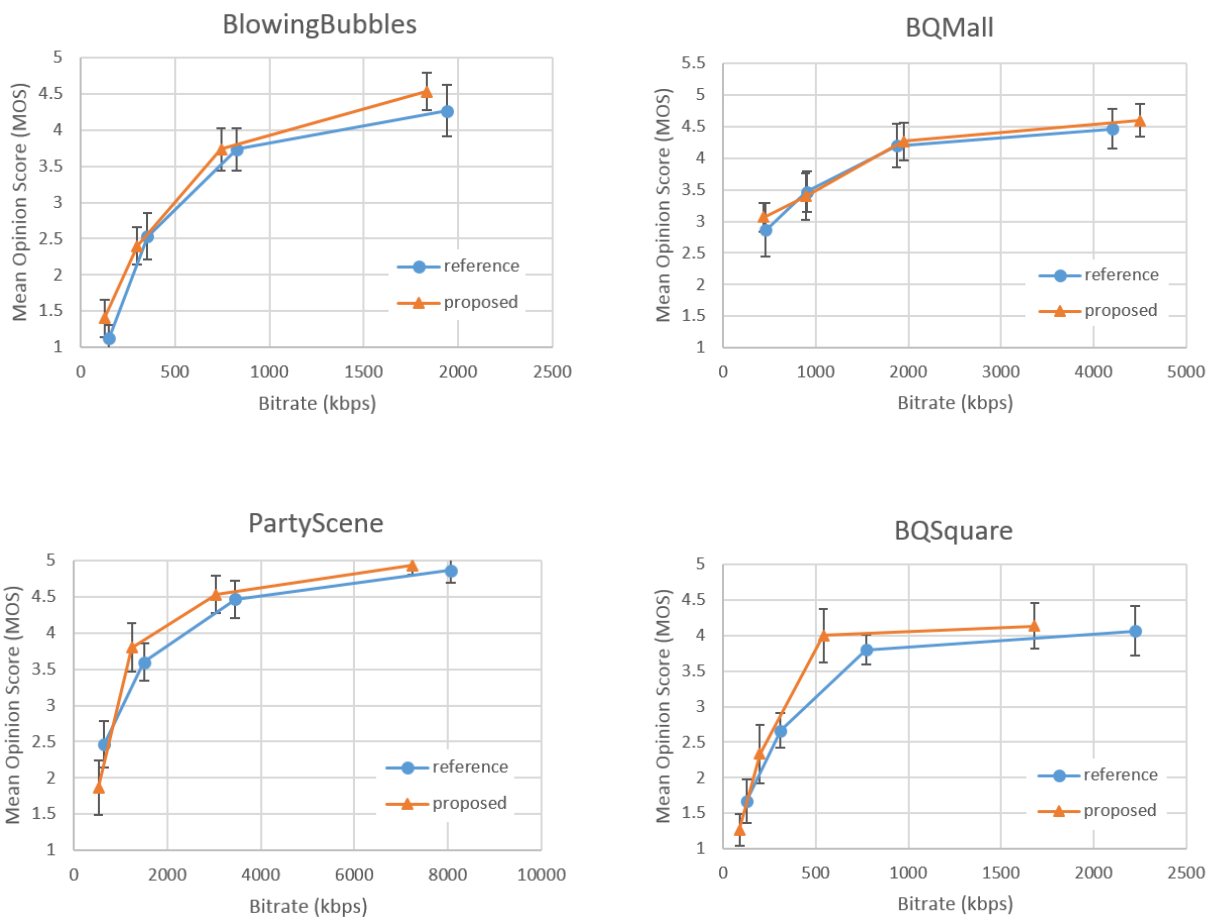 BlowingBubbles
Mean Opinion Score (MOS)
5
4.5
4
3.5
3
2.5
2
1.5
1
reference
proposed
0 500 1000 1500 2000 2500
Bitrate (kbps)
BQMall
Mean Opinion Score (MOS)
5.5
5
4.5
4
3.5
3
2.5
2
1.5
1
reference
proposed
0 1000 2000 3000 4000 5000
Bitrate (kbps)
PartyScene
Mean Opinion Score (MOS)
5
4.5
4
3.5
3
2.5
2
1.5
1
reference
proposed
0 2000 4000 6000 8000 10000
Bitrate (kbps)
BQSquare
Mean Opinion Score (MOS)
5
4.5
4
3.5
3
2.5
2
1.5
1
reference
proposed
0 500 1000 1500 2000 2500
Bitrate (kbps)